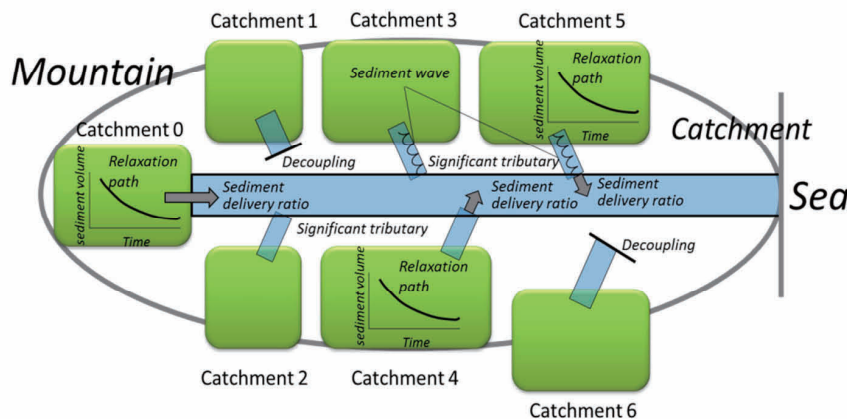 Catchment 1
Catchment 3
Catchment 5
Mountain
Sediment wave
sediment volume
Relaxation
path
Time
Catchment
Catchment 0
Decoupling
Significant tributary
sediment volume
Relaxation
path
Time
Sediment
delivery ratio
Sediment
delivery ratio
Sediment
delivery ratio
Sea
Significant tributary
Decoupling
sediment volume
Relaxation
path
Time
Catchment 2
Catchment 4
Catchment 6